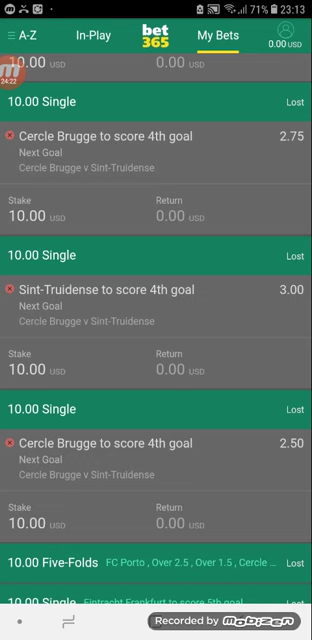 71% 23:13
A-Z In-Play bet My Bets
365 0.00 USD
10.00 USD 0.00 USD
24:22
10.00 Single Lost
Cercle Brugge to score 4th goal 2.75
Next Goal
Cercle Brugge v Sint-Truidense
Stake Return
10.00 USD 0.00 USD
10.00 Single Lost
Sint-Truidense to score 4th goal 3.00
Next Goal
Cercle Brugge v Sint-Truidense
Stake Return
10.00 USD 0.00 USD
10.00 Single Lost
Cercle Brugge to score 4th goal 2.50
Next Goal
Cercle Brugge v Sint-Truidense
Stake Return
10.00 USD 0.00 USD
10.00 Five-Folds FC Porto , Over 2.5 , Over 1.5 , Cercle ... Lost
10.00 Single Eintracht Frankfurt to score 5th goal Lost
Recorded by Mobizen